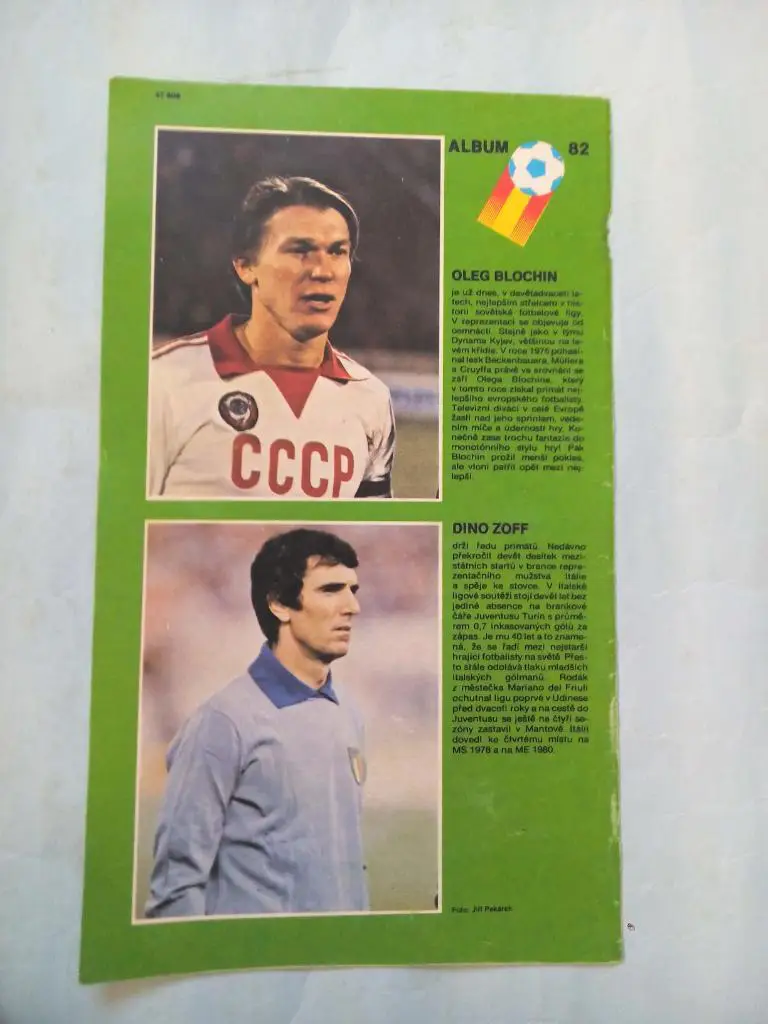 ALBUM 82
OLEG BLOCHIN
je už dnes, v devětadvaceti le-
tech, nejlepším střelcem v his-
torii sovětské fotbalové ligy.
V reprezentaci se objevuje od
osmnácti. Stejně jako v týmu
Dynama Kyjev, většinou na le-
vém křídle. V roce 1975 pohas-
nal lesk Beckenbauera, Müllera
a Cruyffa právě ve srovnání se
září Olega Blochina, který
v tomto roce získal primát nej-
lepšího evropského fotbalisty.
Televizní diváci v celé Evropě
žasli nad jeho sprintem, vede-
ním míče a úderností hry. Ko-
nečně zase trochu fantazie do
monotónního stylu hry! Pak
Blochin prožil menší pokles,
ale vloni patřil opět mezi nej-
lepší.
CCCP
DINO ZOFF
drží řadu primátů. Nedávno
překročil devět desítek mezi-
státních startů v brance repre-
zentačního mužstva Itálie
a spěje ke stovce. V italské
ligové soutěži stojí devět let bez
jediné absence na brankové
čáře Juventusu Turín s průmě-
rem 0,7 inkasovaných gólů za
zápas. Je mu 40 let a to zname-
ná, že se řadí mezi nejstarší
hrající fotbalisty na světě. Přes-
to stále odolává tlaku mladších
italských gólmanů. Rodák
z městečka Mariano del Friuli
ochutnal ligu poprvé v Udinese
před dvaceti roky a na cestě do
Juventusu se ještě na čtyři se-
zóny zastavil v Mantově. Itálii
dovedl ke čtvrtému místu na
MS 1978 a na ME 1980.
Foto: Jiří Pekárek